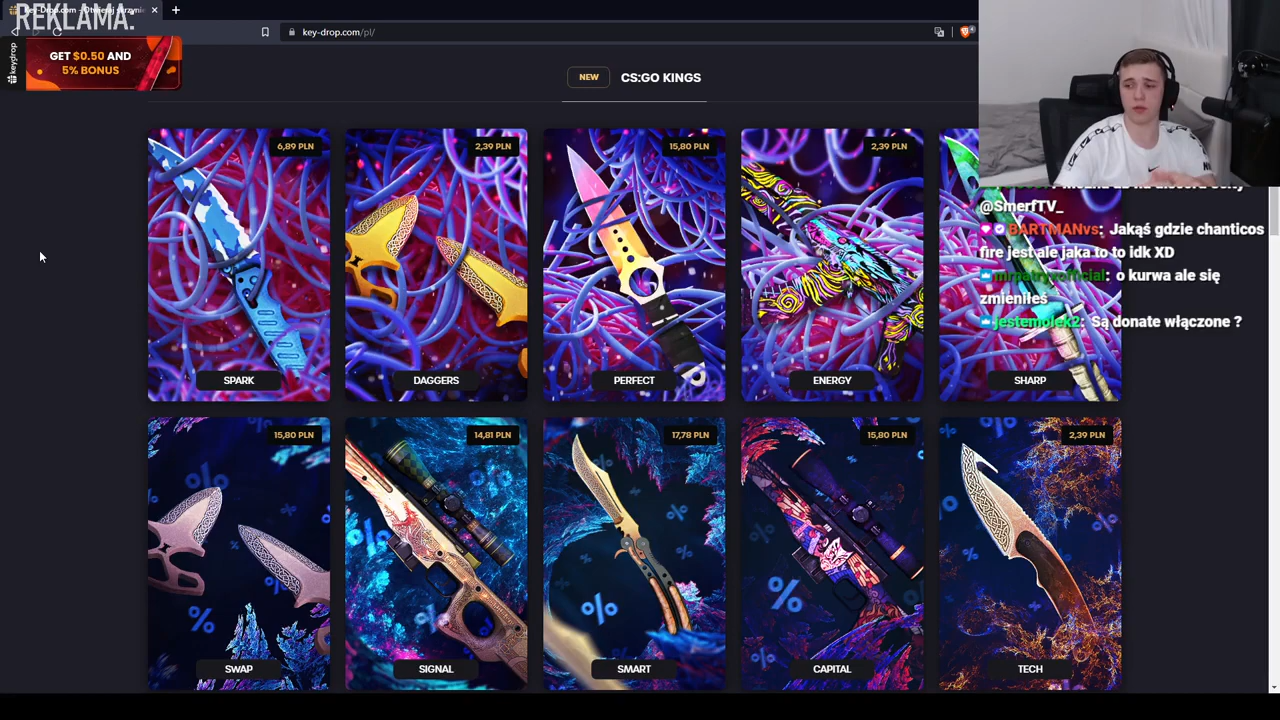 REKLAMA:
key-drop.com/pl/
keydrop
GET $0.50 AND
5% BONUS
NEW
CS:GO KINGS
6,89 PLN
2,39 PLN
15,80 PLN
2,39 PLN
SPARK
DAGGERS
PERFECT
ENERGY
SHARP
15,80 PLN
14,81 PLN
17,78 PLN
15,80 PLN
2,39 PLN
SWAP
SIGNAL
SMART
CAPITAL
TECH
@SmerfTV_
BARTMANvs: Jakąś gdzie chanticos
fire jest ale jaka to to idk XD
o kurwa ale się
zmieniłes
jestemolek2: Są donate włączone ?